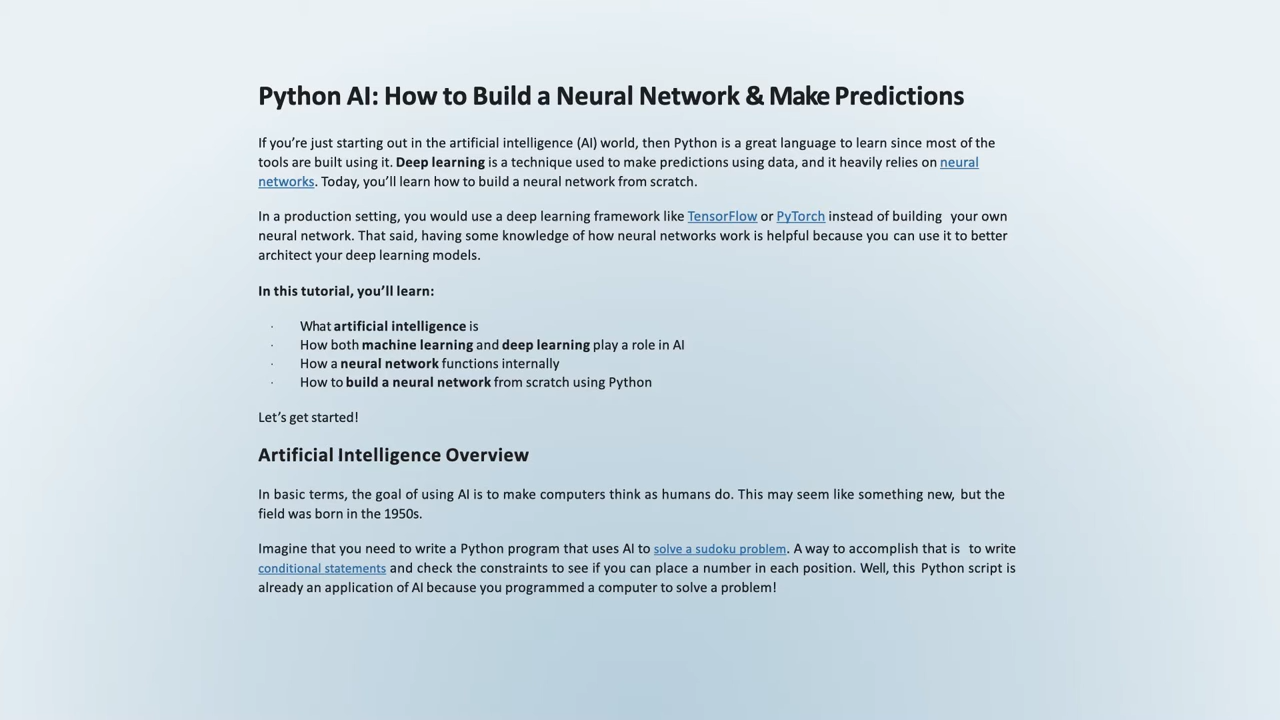 Python AI: How to Build a Neural Network & Make Predictions
If you’re just starting out in the artificial intelligence (AI) world, then Python is a great language to learn since most of the
tools are built using it. Deep learning is a technique used to make predictions using data, and it heavily relies on neural
networks. Today, you’ll learn how to build a neural network from scratch.
In a production setting, you would use a deep learning framework like TensorFlow or PyTorch instead of building your own
neural network. That said, having some knowledge of how neural networks work is helpful because you can use it to better
architect your deep learning models.
In this tutorial, you’ll learn:
· What artificial intelligence is
· How both machine learning and deep learning play a role in AI
· How a neural network functions internally
· How to build a neural network from scratch using Python
Let’s get started!
Artificial Intelligence Overview
In basic terms, the goal of using AI is to make computers think as humans do. This may seem like something new, but the
field was born in the 1950s.
Imagine that you need to write a Python program that uses AI to solve a sudoku problem. A way to accomplish that is to write
conditional statements and check the constraints to see if you can place a number in each position. Well, this Python script is
already an application of AI because you programmed a computer to solve a problem!